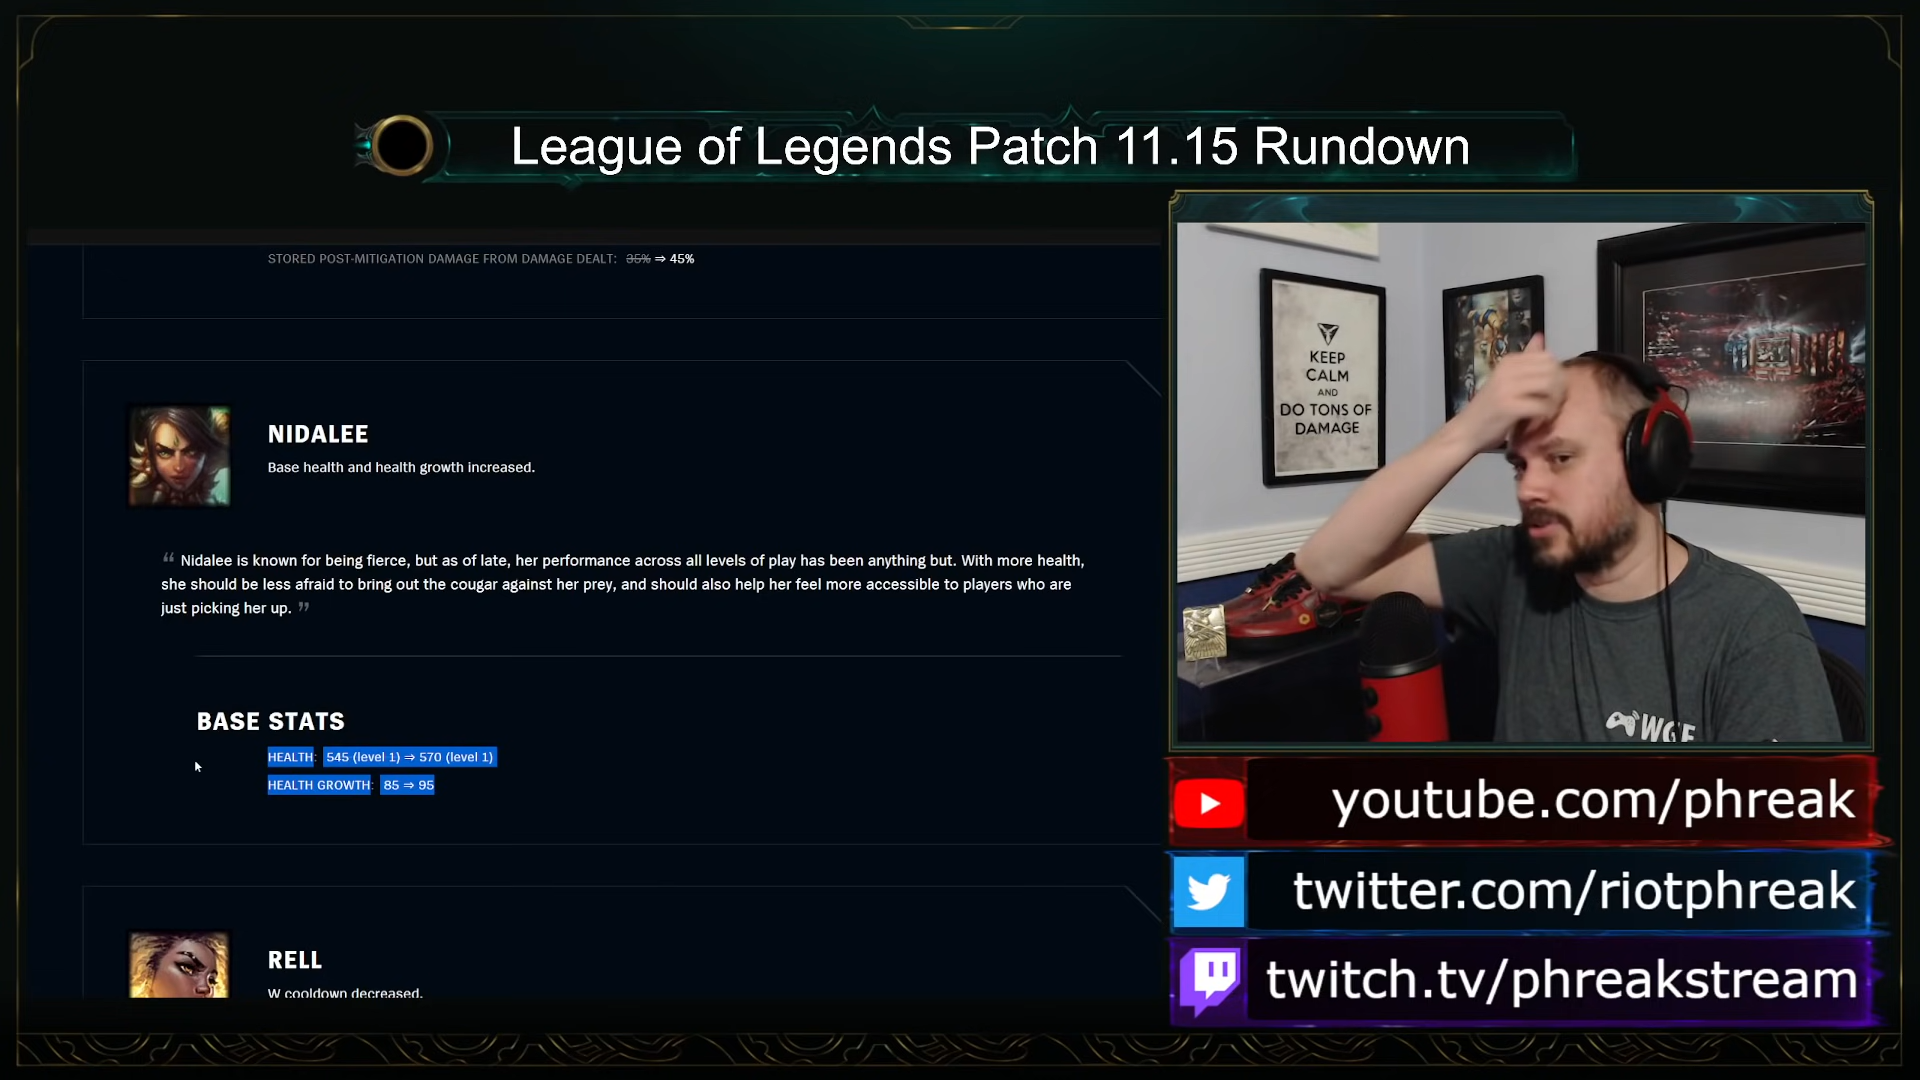 League of Legends Patch 11.15 Rundown
STORED POST-MITIGATION DAMAGE FROM DAMAGE DEALT: 35% ⇒ 45%
NIDALEE
Base health and health growth increased.
“ Nidalee is known for being fierce, but as of late, her performance across all levels of play has been anything but. With more health,
she should be less afraid to bring out the cougar against her prey, and should also help her feel more accessible to players who are
just picking her up. ”
BASE STATS
HEALTH: 545 (level 1) ⇒ 570 (level 1)
HEALTH GROWTH: 85 ⇒ 95
RELL
W cooldown decreased.
KEEP
CALM
AND
DO TONS OF
DAMAGE
WGF
youtube.com/phreak
twitter.com/riotphreak
twitch.tv/phreakstream